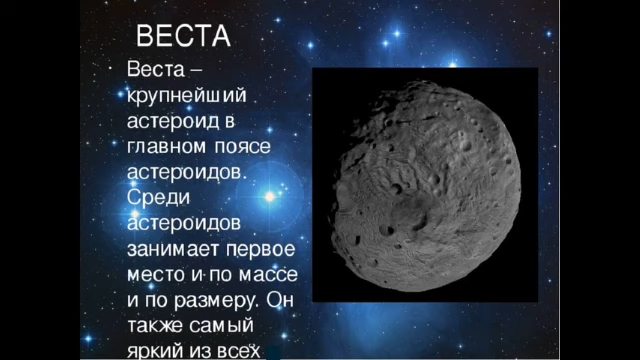 ВЕСТА
Веста –
крупнейший
астероид в
главном поясе
астероидов.
Среди
астероидов
занимает первое
место и по массе
и по размеру. Он
также самый
яркий из всех